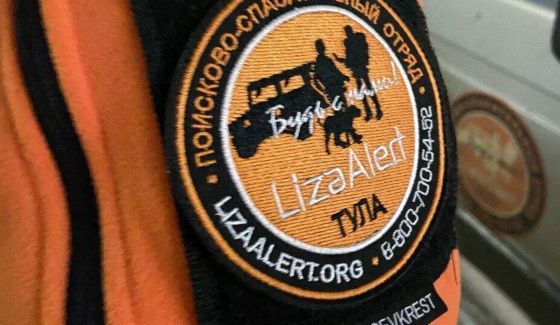 ПОИСКОВО-СПАСАТЕЛЬНЫЙ ОТРЯД
Будь с нами!
LizaAlert
ТУЛА
LIZAALERT.ORG • 8-800-700-54-52